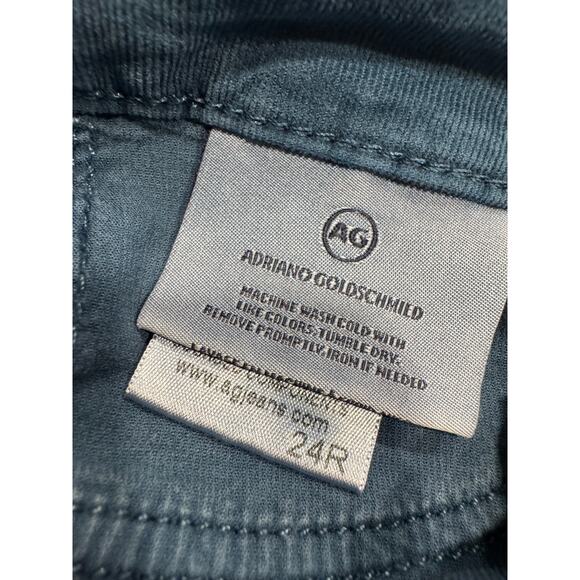 AG
ADRIANO GOLDSCHMIED
MACHINE WASH COLD WITH
LIKE COLORS: TUMBLE DRY.
REMOVE PROMPTLY. IRON IF NEEDED
COMPONENTS
www.agjeans.com
24R